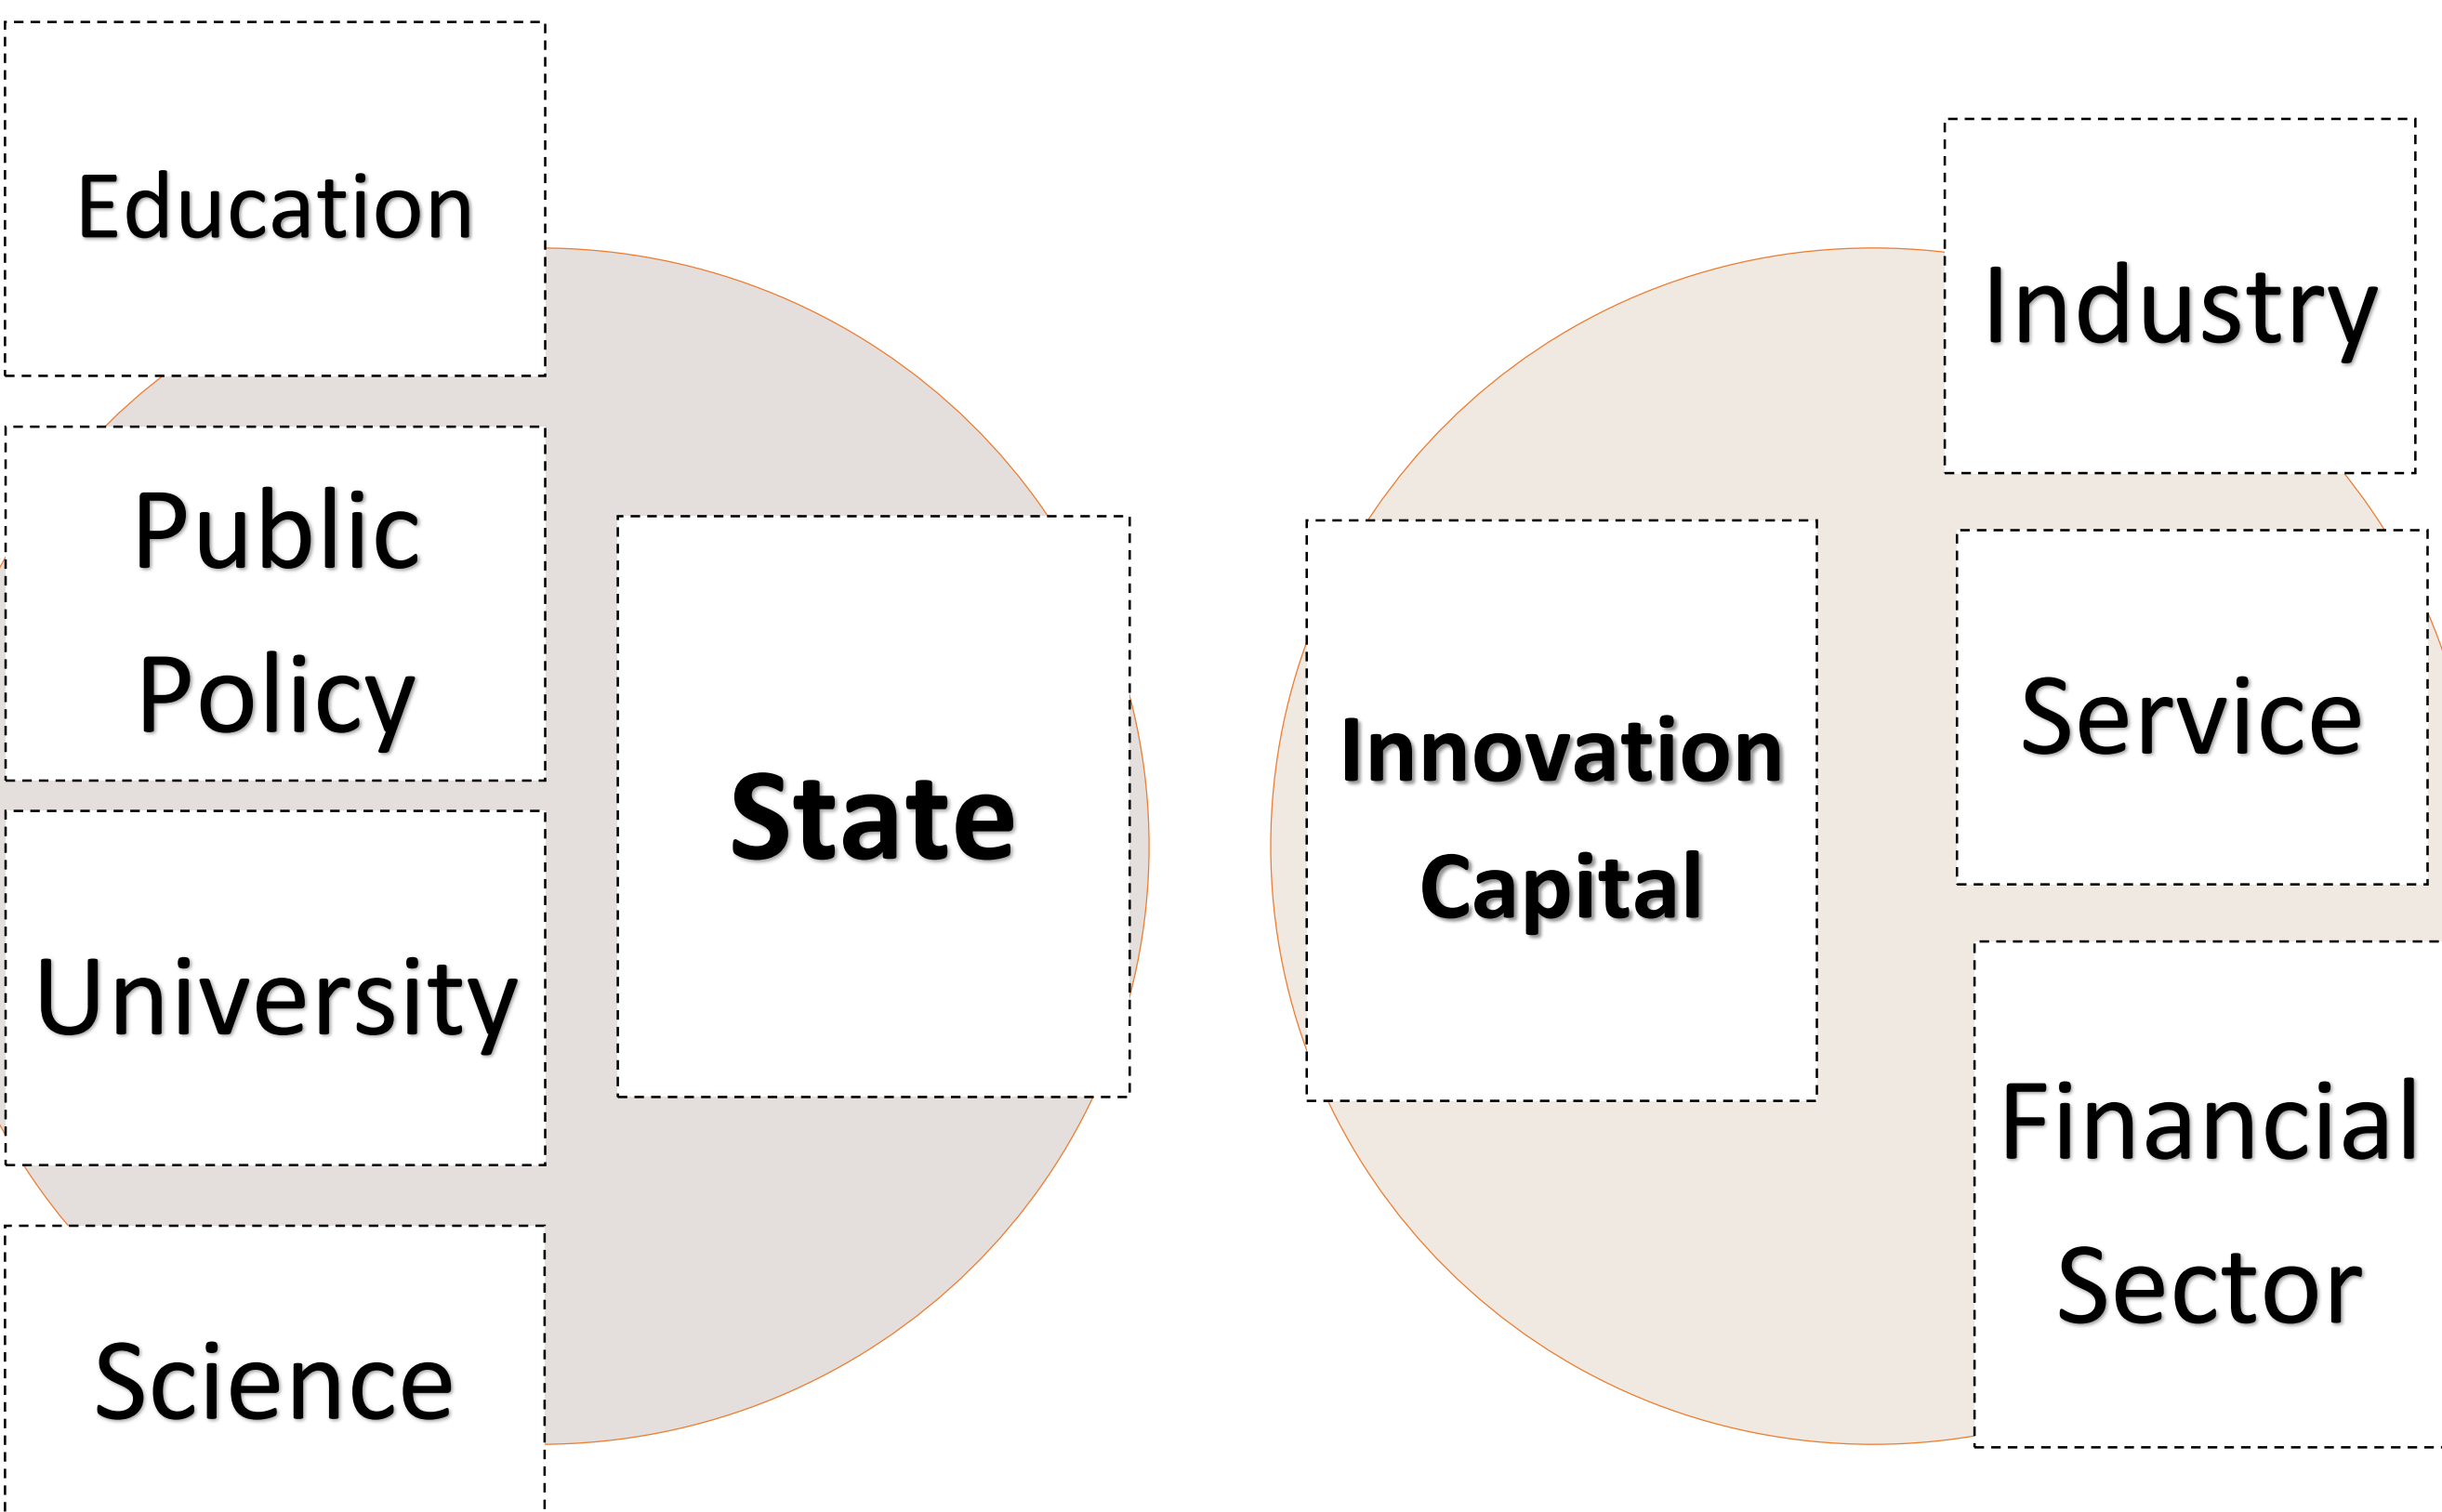 Education
Public
Policy
University
Science
State
Innovation
Capital
Industry
Service
Financial
Sector